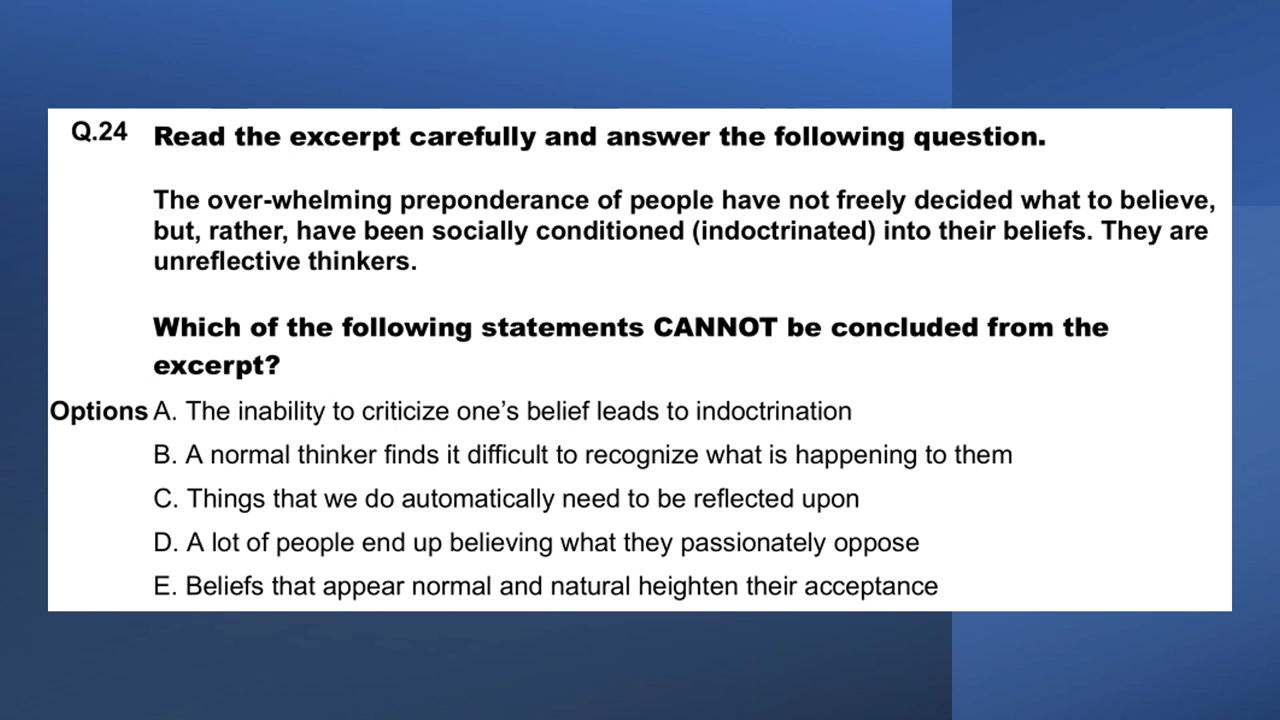 Q.24 Read the excerpt carefully and answer the following question.
The over-whelming preponderance of people have not freely decided what to believe,
but, rather, have been socially conditioned (indoctrinated) into their beliefs. They are
unreflective thinkers.
Which of the following statements CANNOT be concluded from the
excerpt?
Options A. The inability to criticize one’s belief leads to indoctrination
B. A normal thinker finds it difficult to recognize what is happening to them
C. Things that we do automatically need to be reflected upon
D. A lot of people end up believing what they passionately oppose
E. Beliefs that appear normal and natural heighten their acceptance